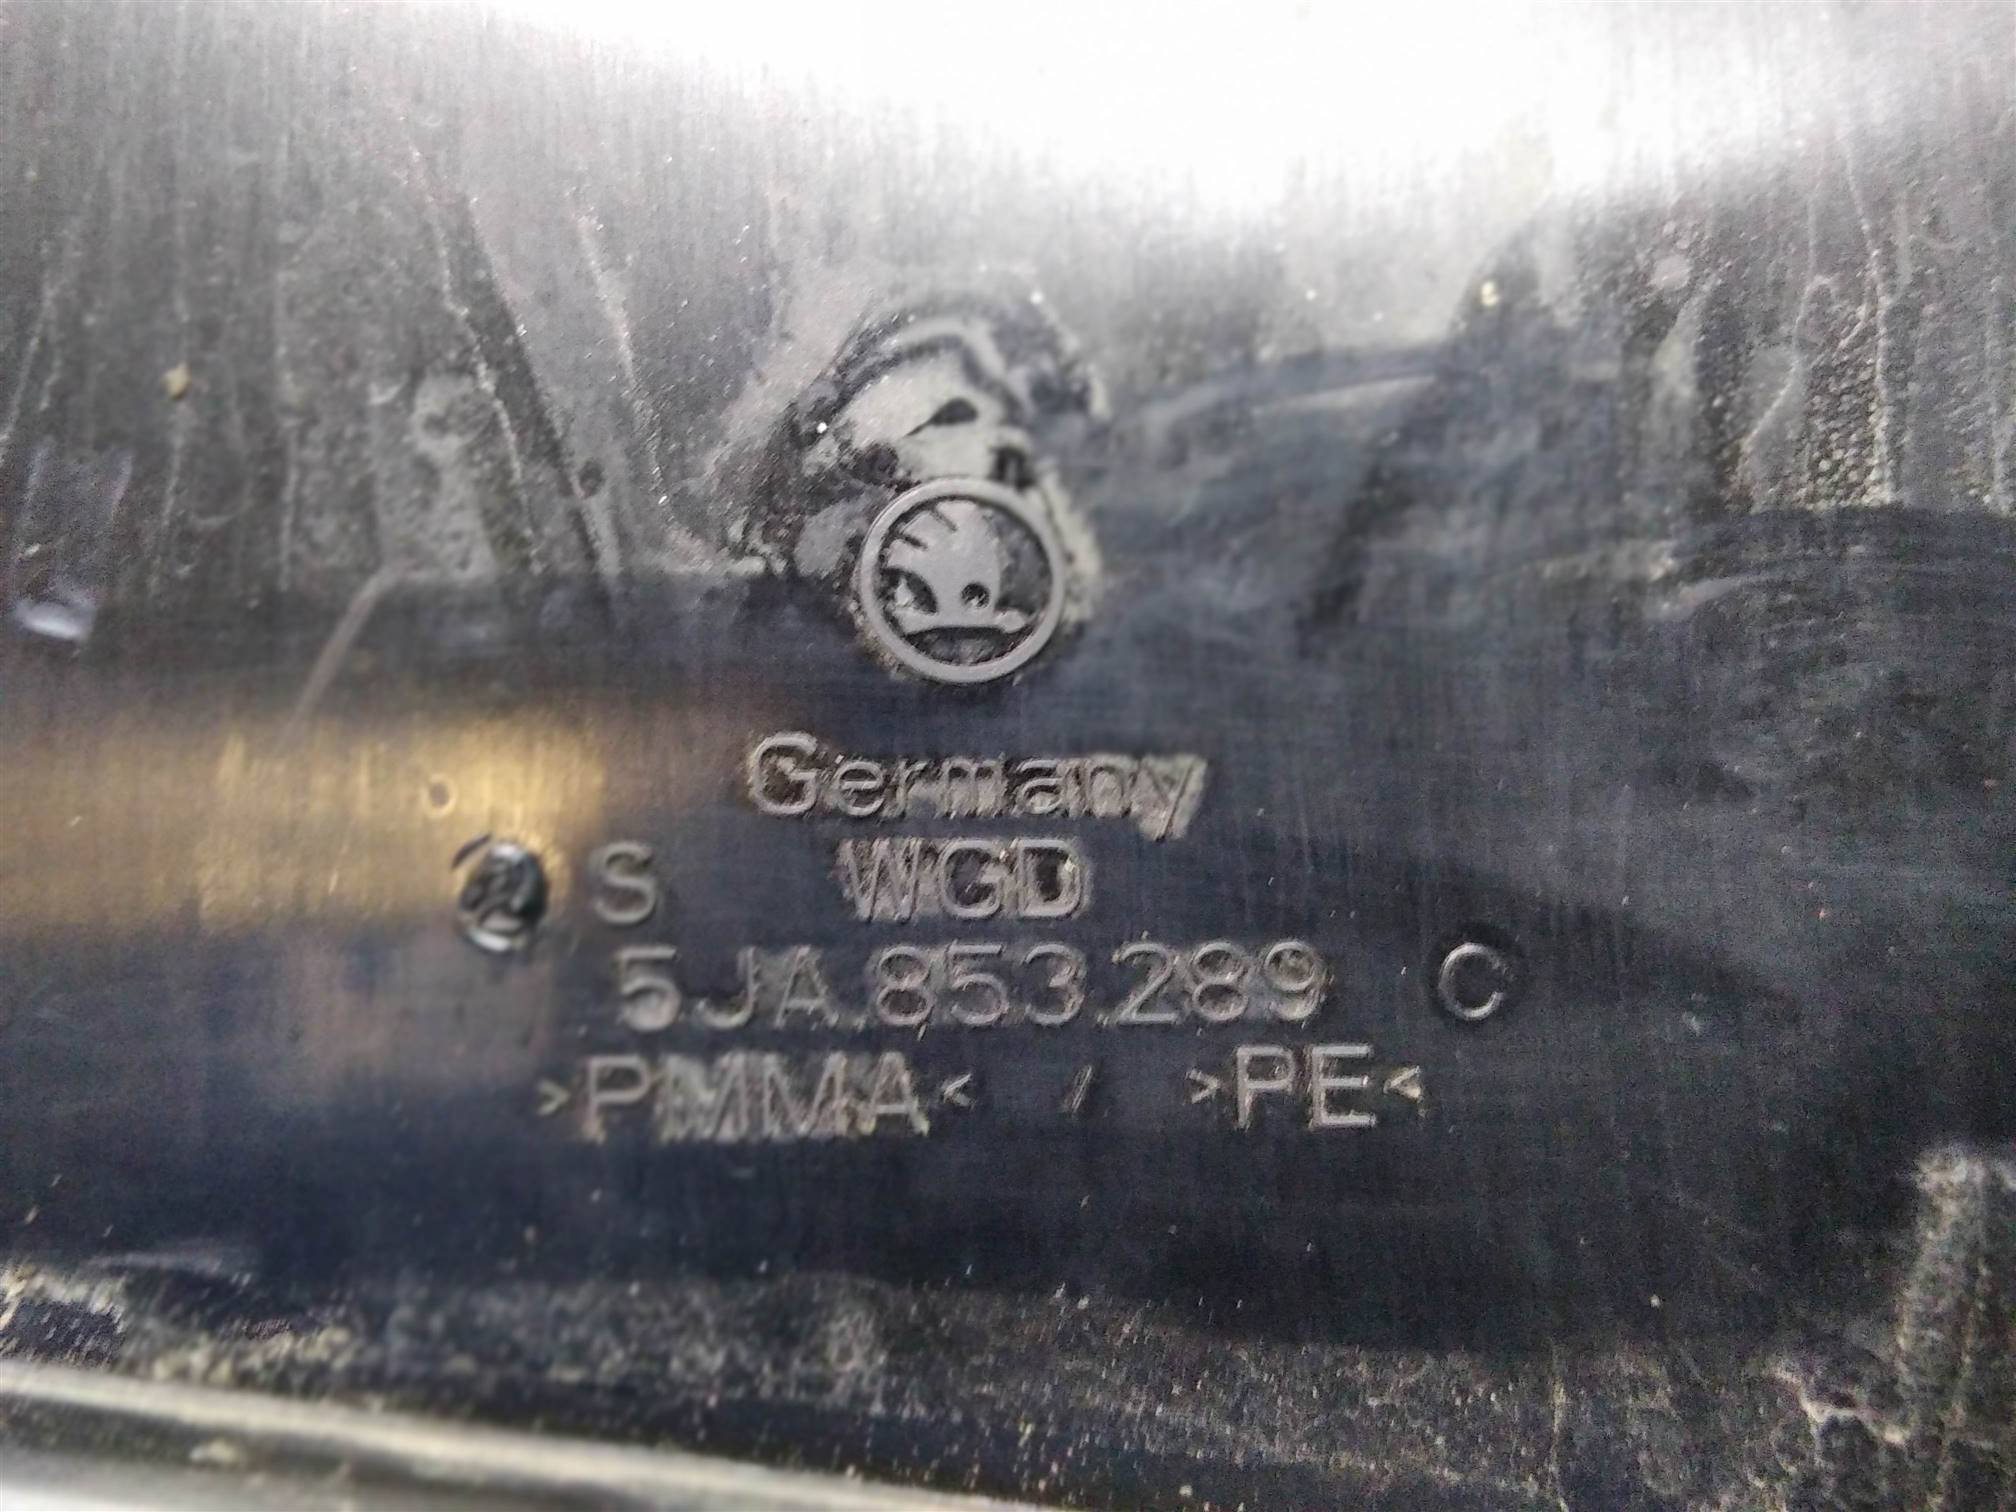 Germany
S WGD
5JA.853.289 C
>PMMA< / >PE<